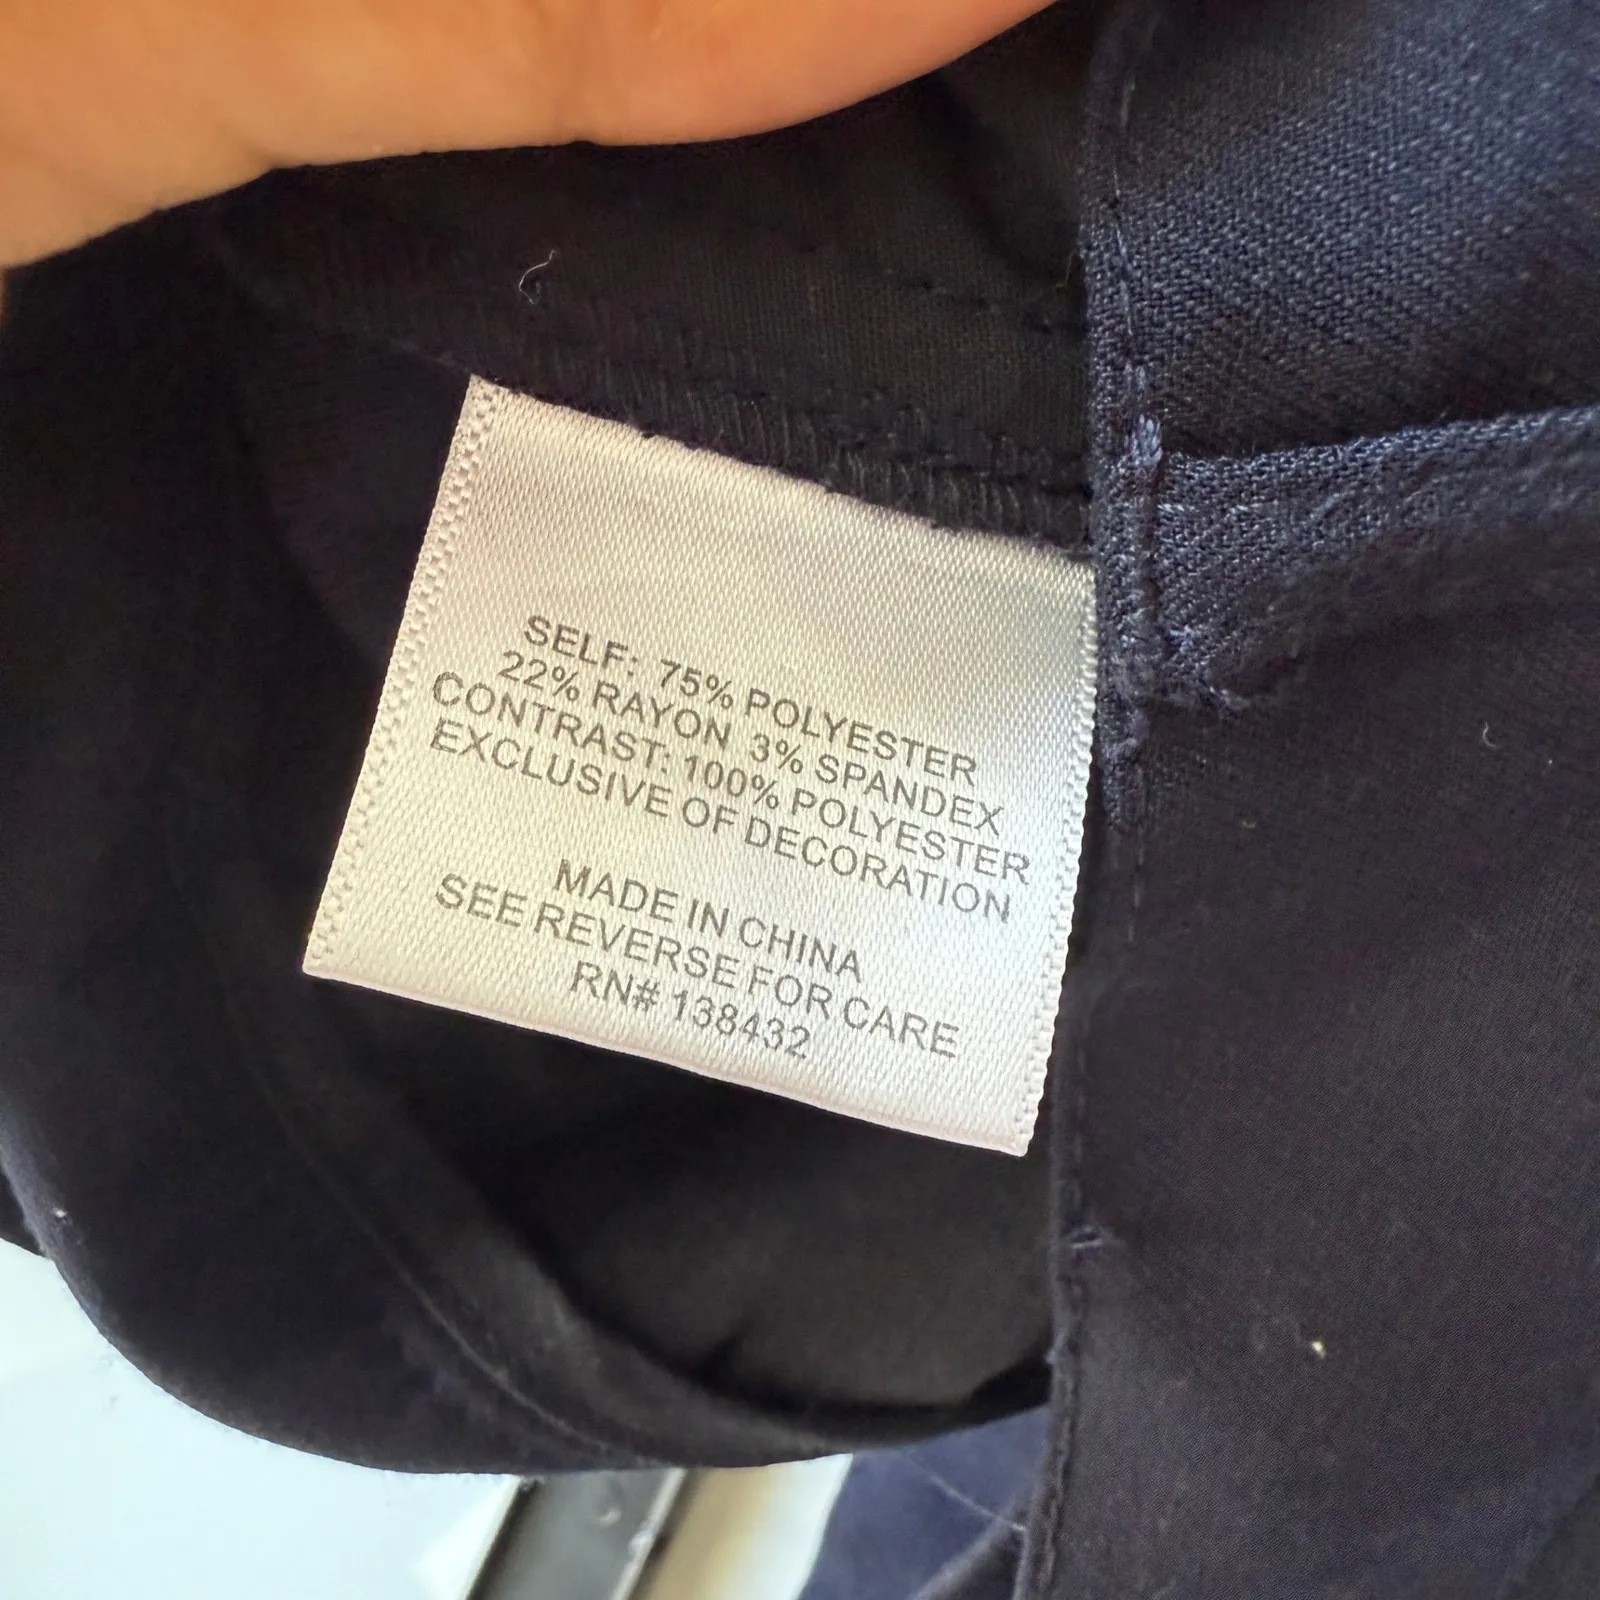 SELF: 75% POLYESTER
22% RAYON 3% SPANDEX
CONTRAST: 100% POLYESTER
EXCLUSIVE OF DECORATION
MADE IN CHINA
SEE REVERSE FOR CARE
RN# 138432